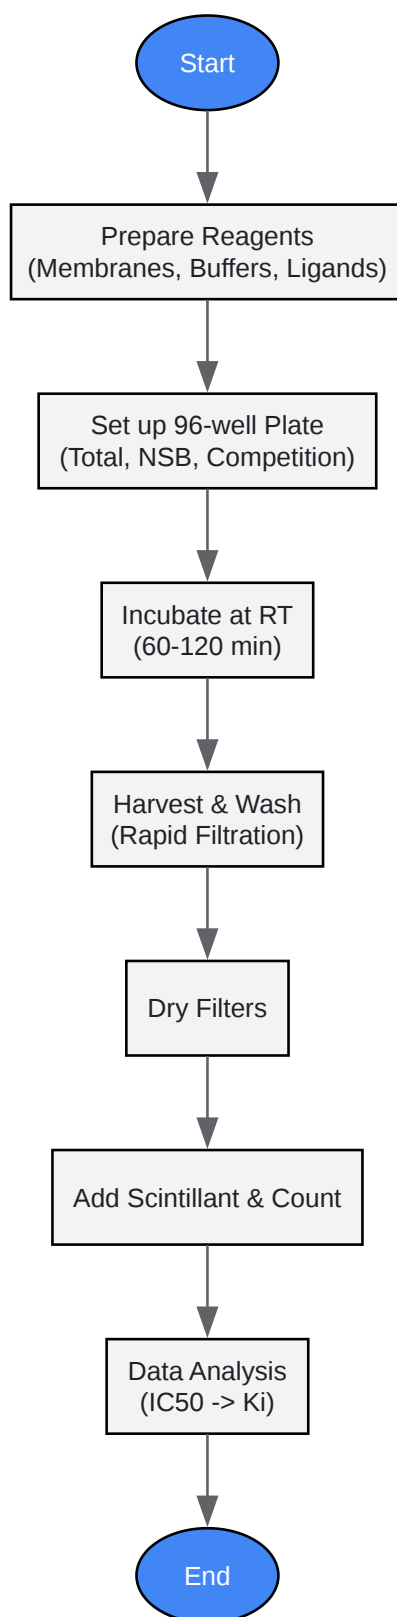 Start
Prepare Reagents
(Membranes, Buffers, Ligands)
Set up 96-well Plate
(Total, NSB, Competition)
Incubate at RT
(60-120 min)
Harvest & Wash
(Rapid Filtration)
Dry Filters
Add Scintillant & Count
Data Analysis
(IC50 -> Ki)
End